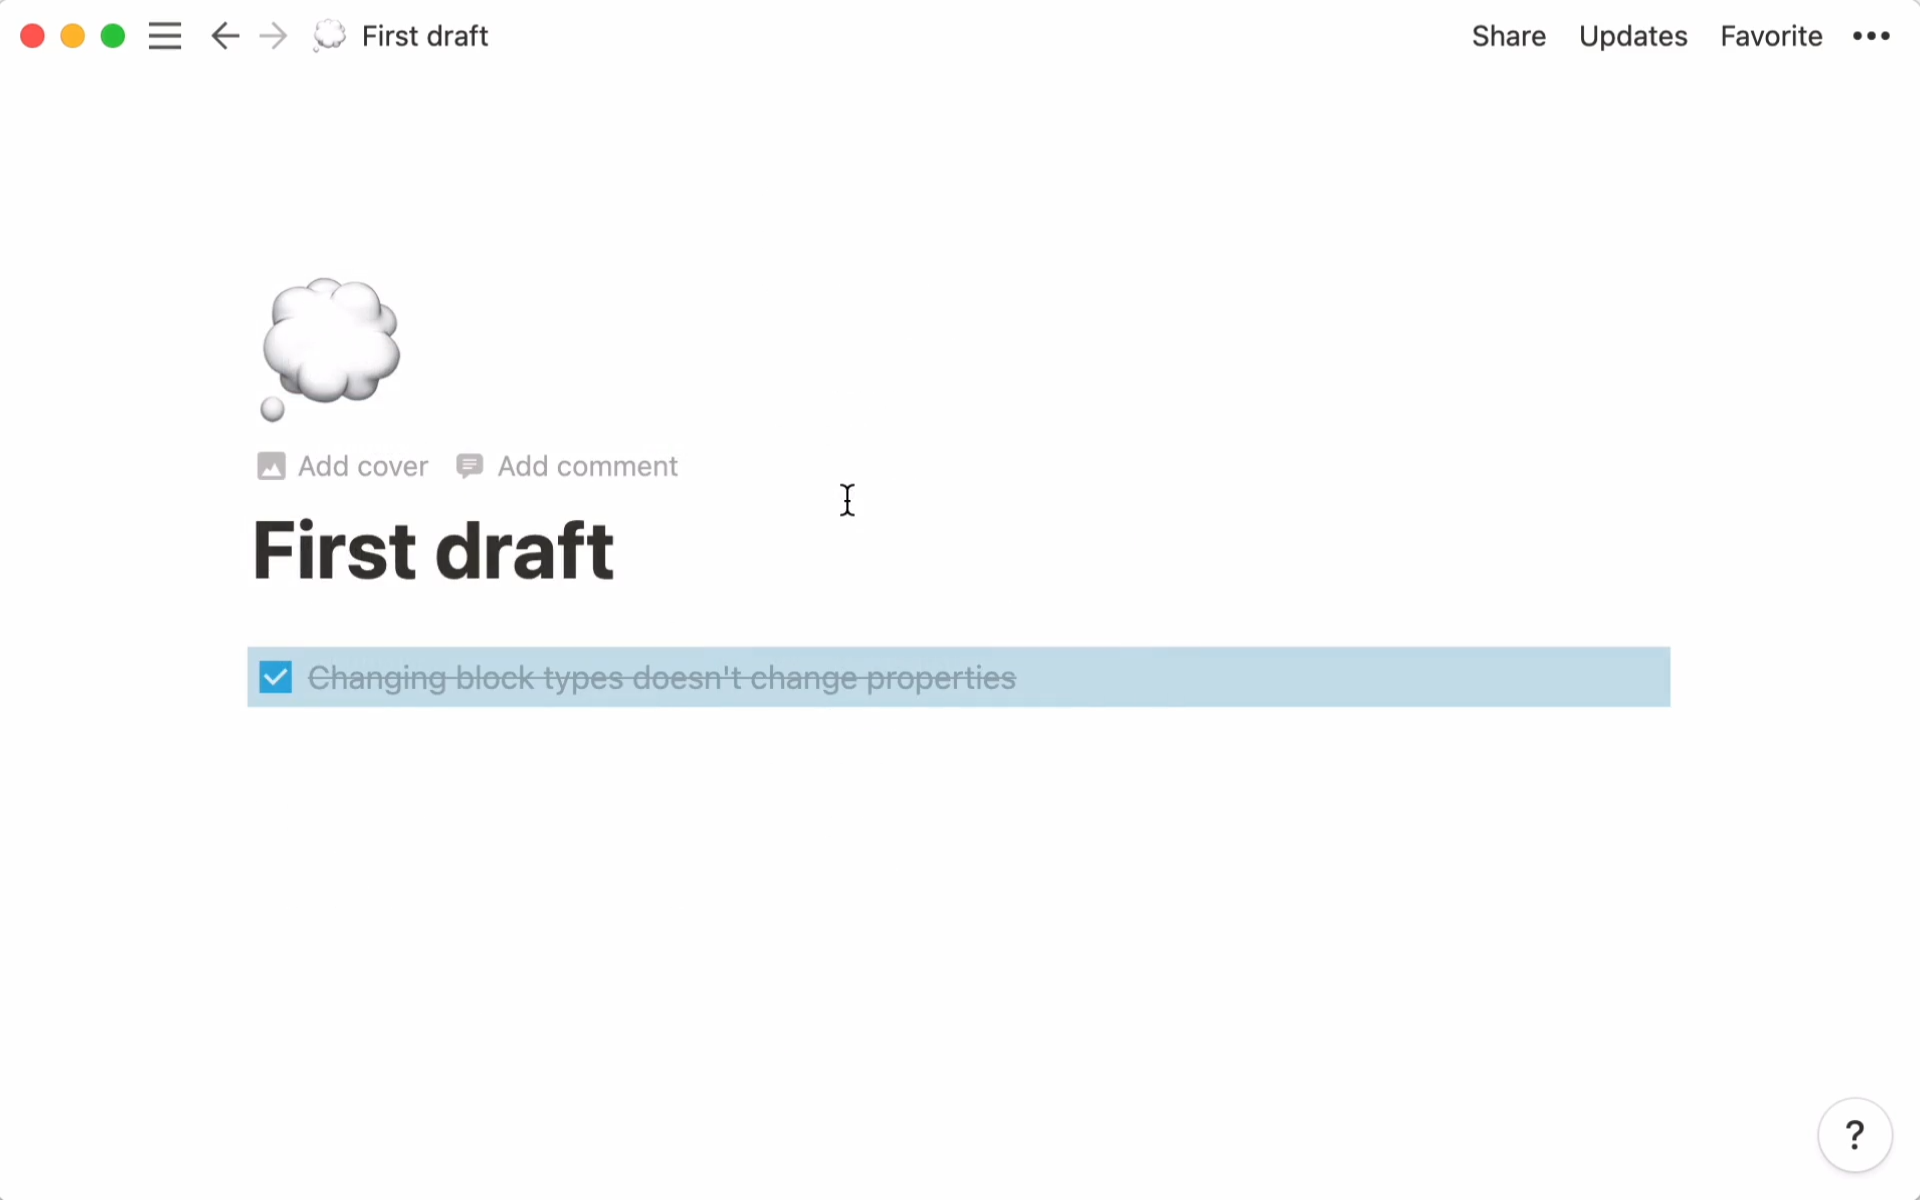 First draft
Share Updates Favorite
Add cover Add comment
First draft
Changing block types doesn't change properties
?